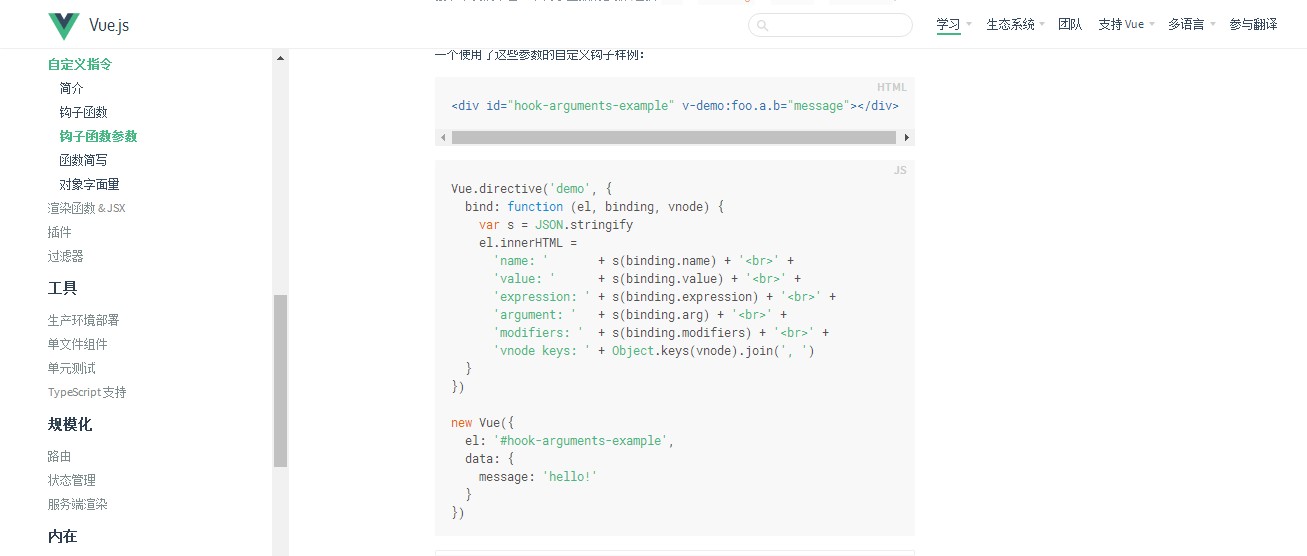 Vue.js
学习
生态系统
团队
支持 Vue
多语言
参与翻译
自定义指令
简介
钩子函数
钩子函数参数
函数简写
对象字面量
渲染函数 & JSX
插件
过滤器
工具
生产环境部署
单文件组件
单元测试
TypeScript 支持
规模化
路由
状态管理
服务端渲染
内在
一个使用了这些参数的自定义钩子样例：
HTML
<div id="hook-arguments-example" v-demo:foo.a.b="message"></div>
JS
Vue.directive('demo', {
  bind: function (el, binding, vnode) {
    var s = JSON.stringify
    el.innerHTML =
      'name: '       + s(binding.name) + '<br>' +
      'value: '      + s(binding.value) + '<br>' +
      'expression: ' + s(binding.expression) + '<br>' +
      'argument: '   + s(binding.arg) + '<br>' +
      'modifiers: '  + s(binding.modifiers) + '<br>' +
      'vnode keys: ' + Object.keys(vnode).join(', ')
  }
})
new Vue({
  el: '#hook-arguments-example',
  data: {
    message: 'hello!'
  }
})